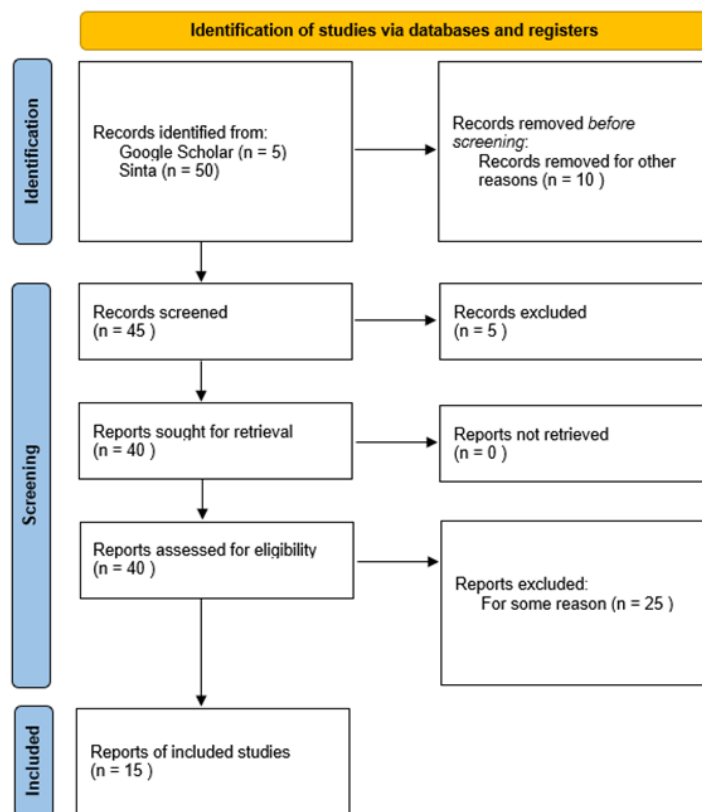 Identification of studies via databases and registers
Identification
Records identified from:
Google Scholar (n = 5)
Sinta (n = 50)
Records removed before
screening:
Records removed for other
reasons (n = 10 )
Screening
Records screened
(n = 45 )
Records excluded
(n = 5 )
Reports sought for retrieval
(n = 40 )
Reports not retrieved
(n = 0 )
Reports assessed for eligibility
(n = 40 )
Reports excluded:
For some reason (n = 25 )
Included
Reports of included studies
(n = 15 )